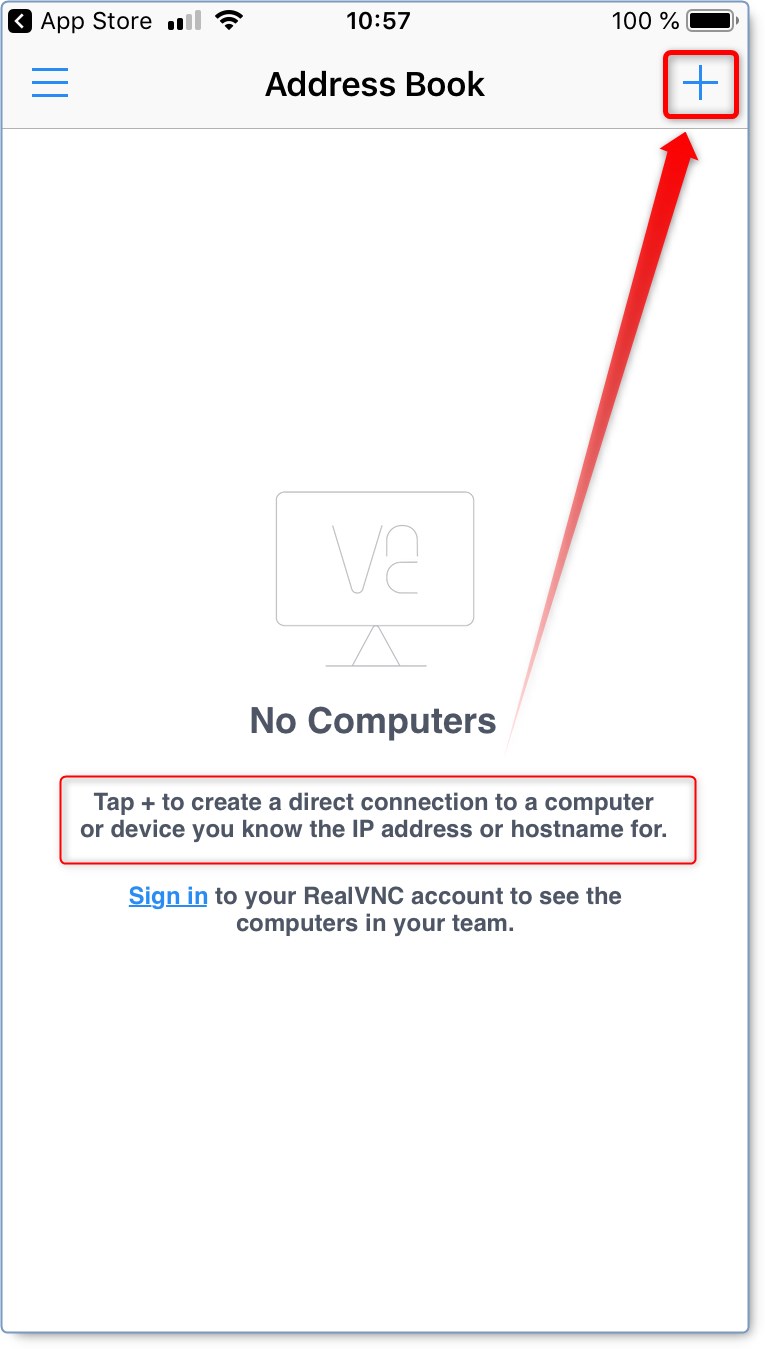 App Store 10:57 100 %
Address Book
No Computers
Tap + to create a direct connection to a computer
or device you know the IP address or hostname for.
Sign in to your RealVNC account to see the
computers in your team.